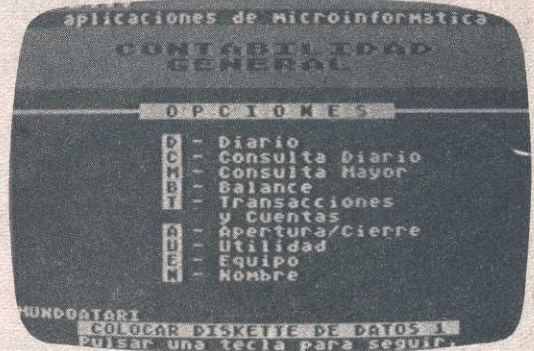 aplicaciones de microinformatica
CONTABILIDAD
GENERAL
OPCIONES
D - Diario
C - Consulta Diario
M - Consulta Mayor
B - Balance
T - Transacciones
y Cuentas
A - Apertura/Cierre
U - Utilidad
E - Equipo
N - Nombre
MUNDOATARI
COLOCAR DISKETTE DE DATOS 1
Pulsar una tecla para seguir.